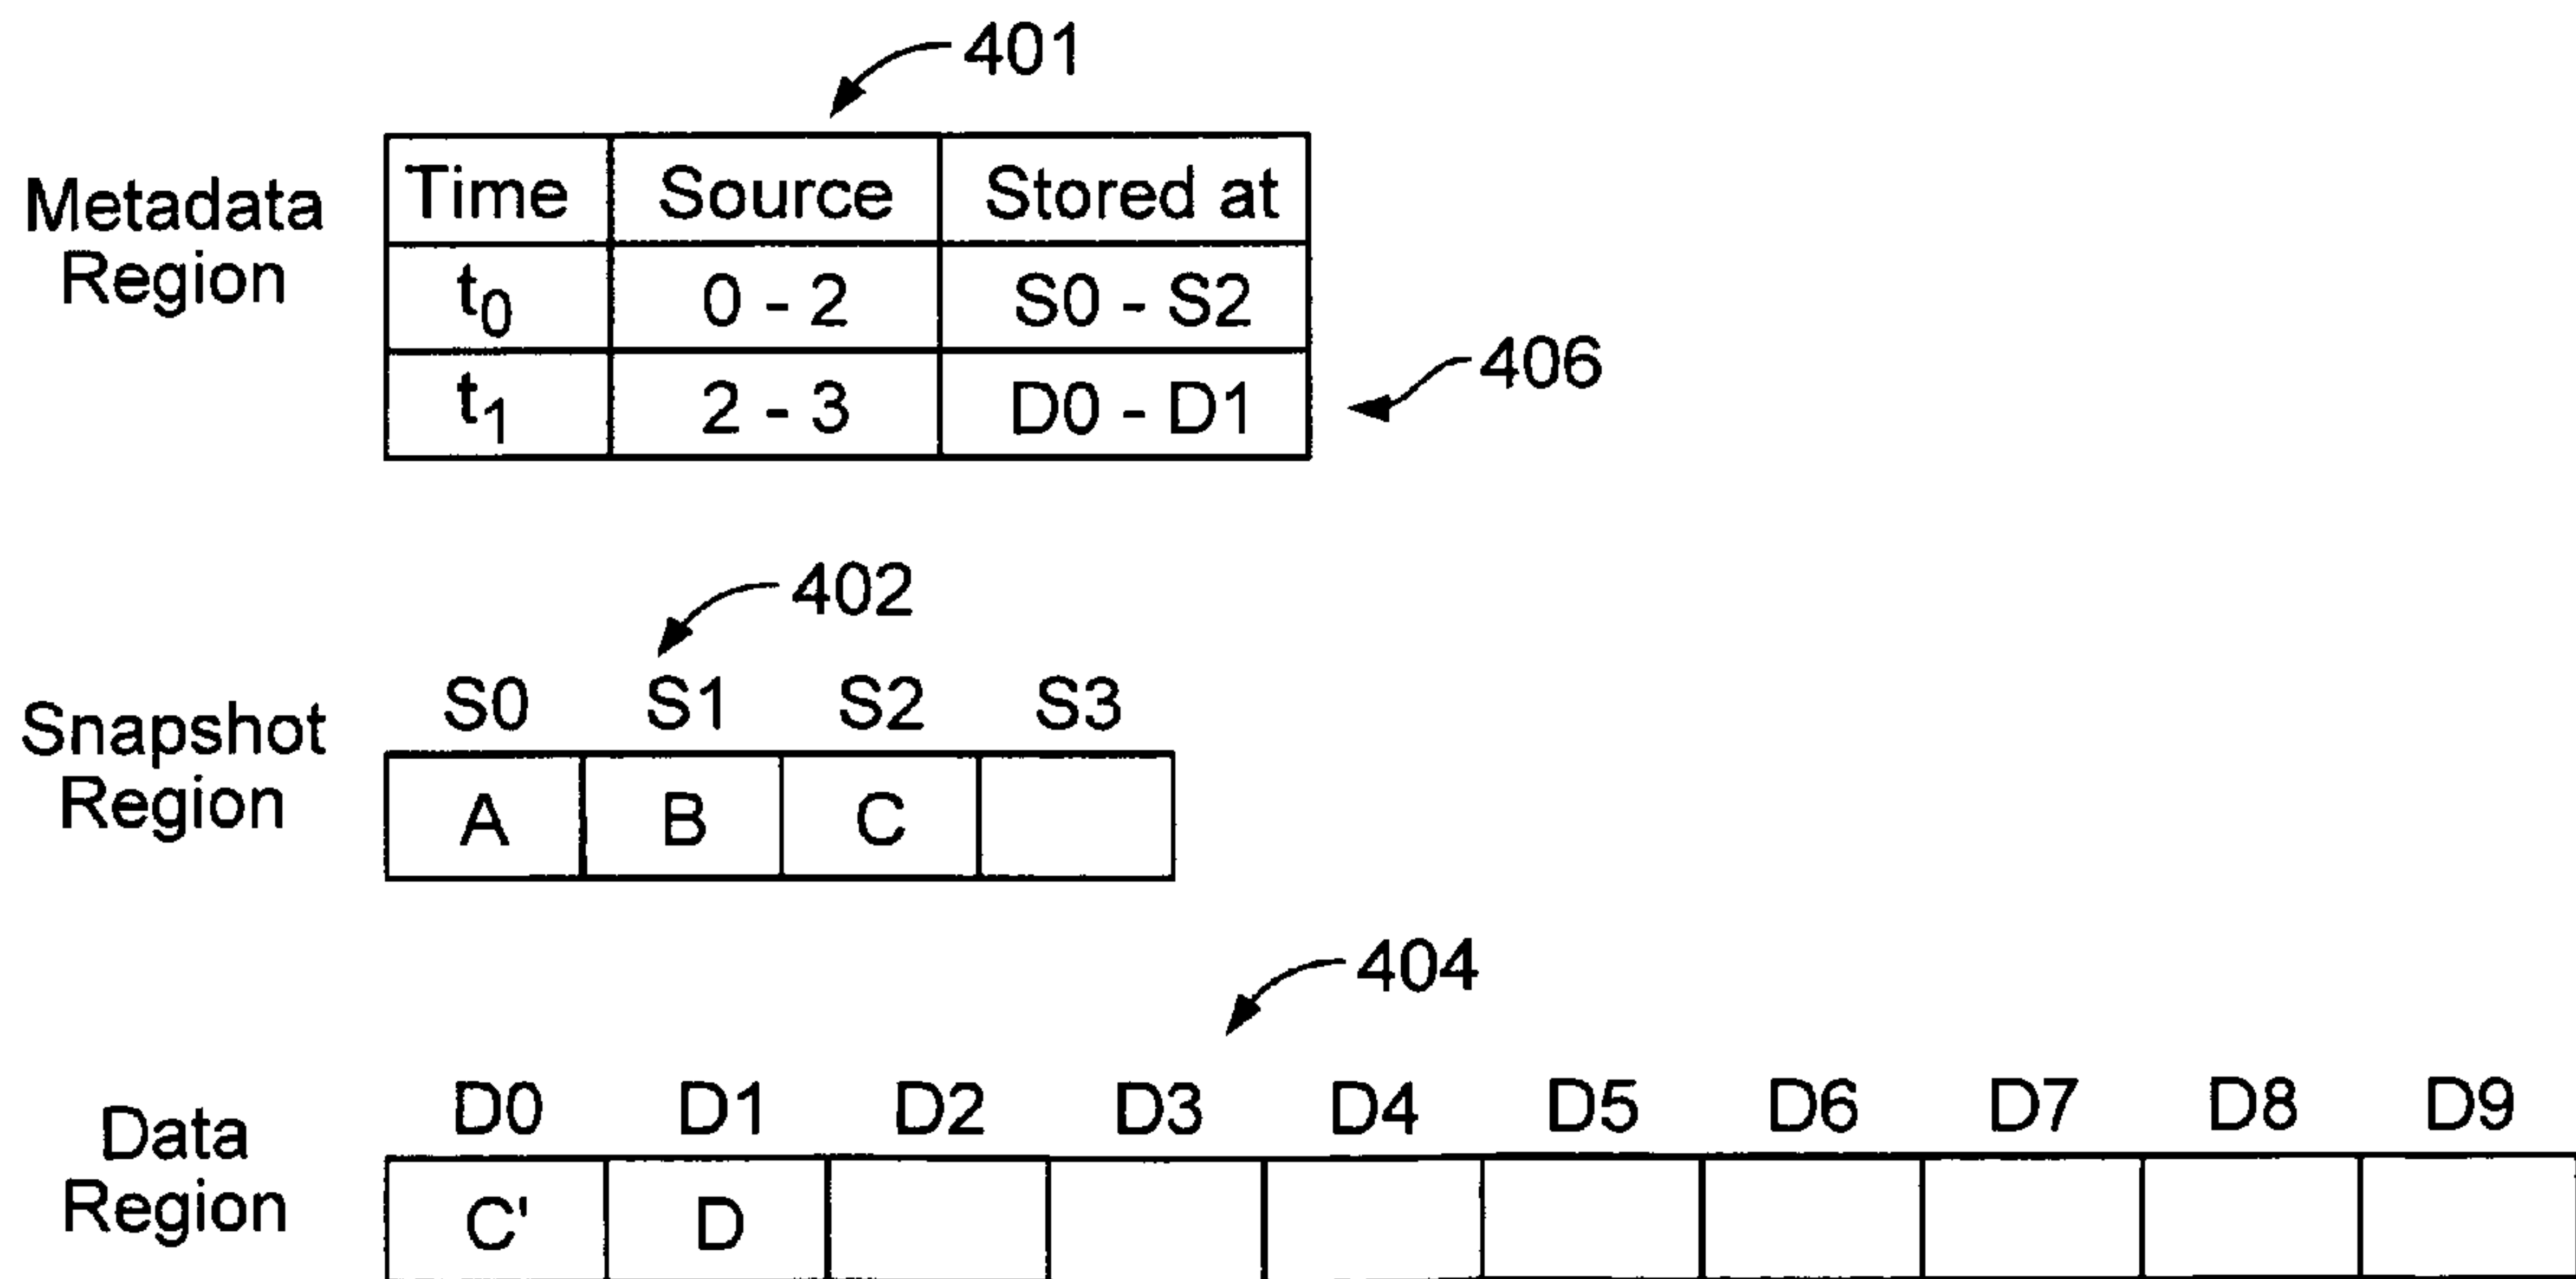 401
Metadata
Region
Time Source Stored at
t0 0 - 2 S0 - S2
t1 2 - 3 D0 - D1
406
402
Snapshot
Region
S0 S1 S2 S3
A B C
404
Data
Region
D0 D1 D2 D3 D4 D5 D6 D7 D8 D9
C' D